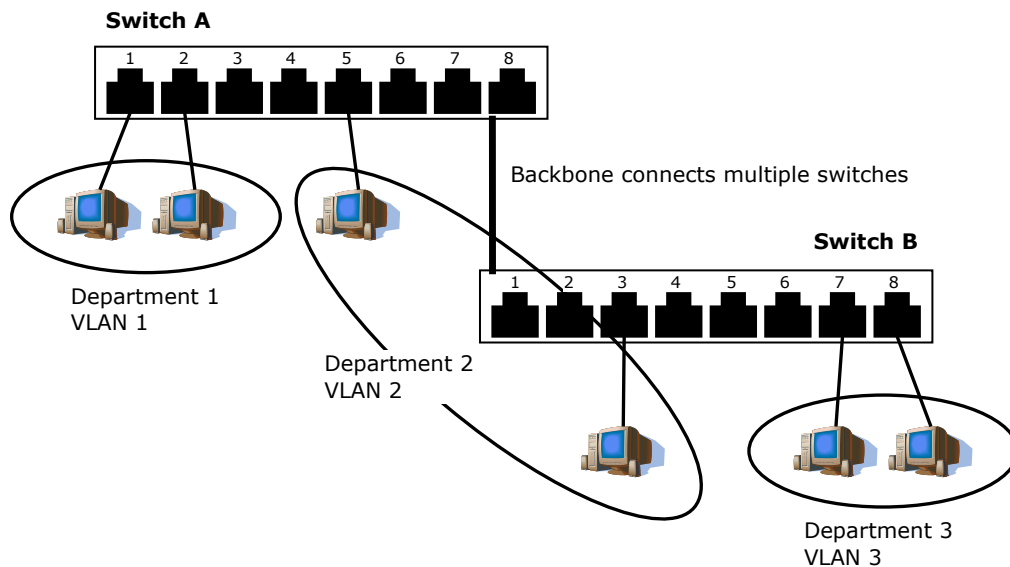 Switch A
1 2 3 4 5 6 7 8
Backbone connects multiple switches
Switch B
1 2 3 4 5 6 7 8
Department 1
VLAN 1
Department 2
VLAN 2
Department 3
VLAN 3